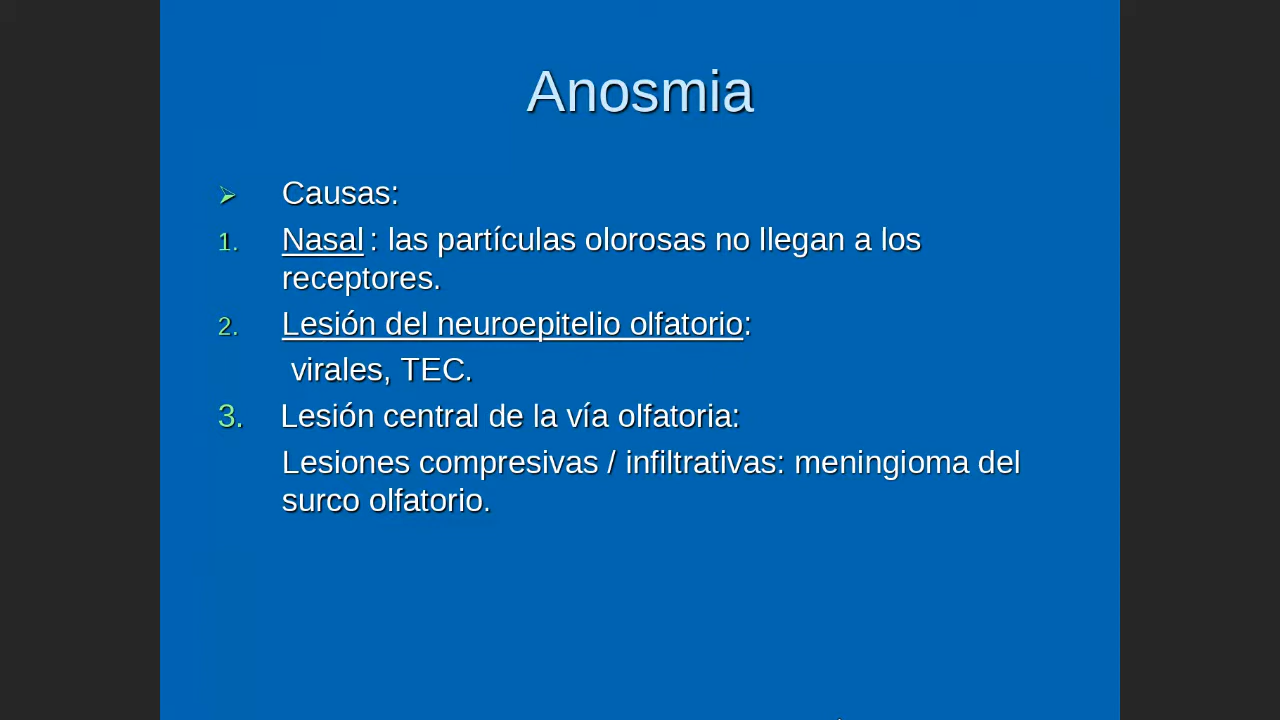 Anosmia
➢ Causas:
1. Nasal : las partículas olorosas no llegan a los
receptores.
2. Lesión del neuroepitelio olfatorio:
virales, TEC.
3. Lesión central de la vía olfatoria:
Lesiones compresivas / infiltrativas: meningioma del
surco olfatorio.